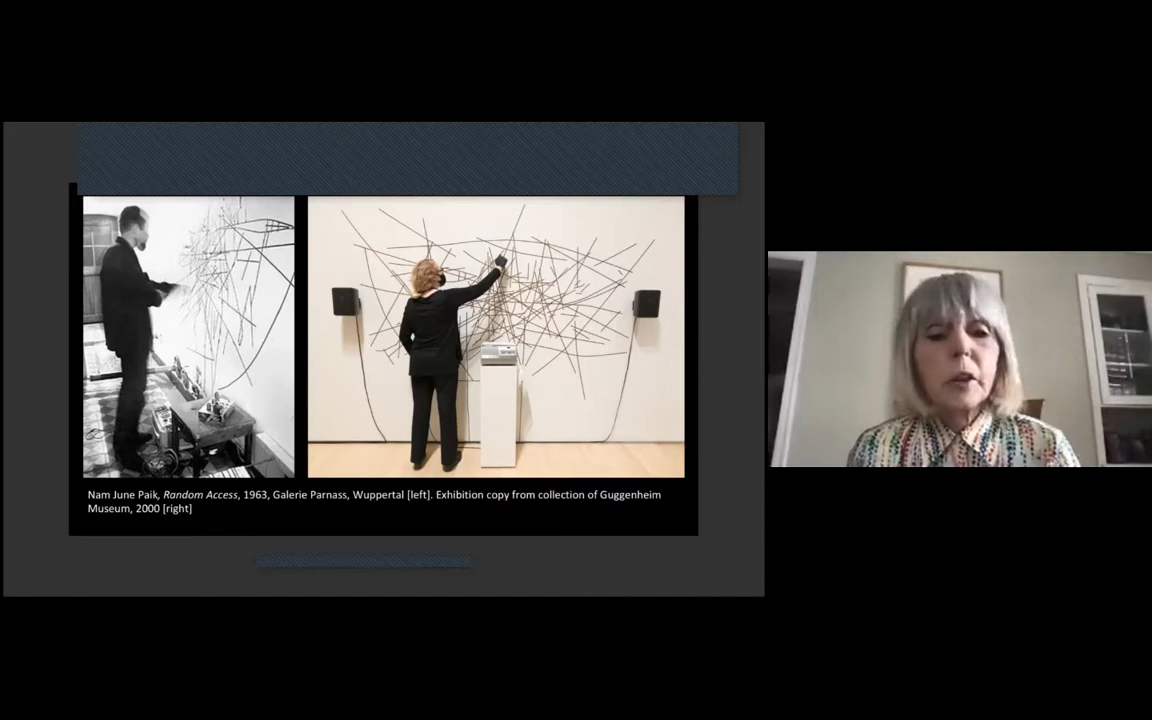 Nam June Paik, Random Access, 1963, Galerie Parnass, Wuppertal [left]. Exhibition copy from collection of Guggenheim
Museum, 2000 [right]